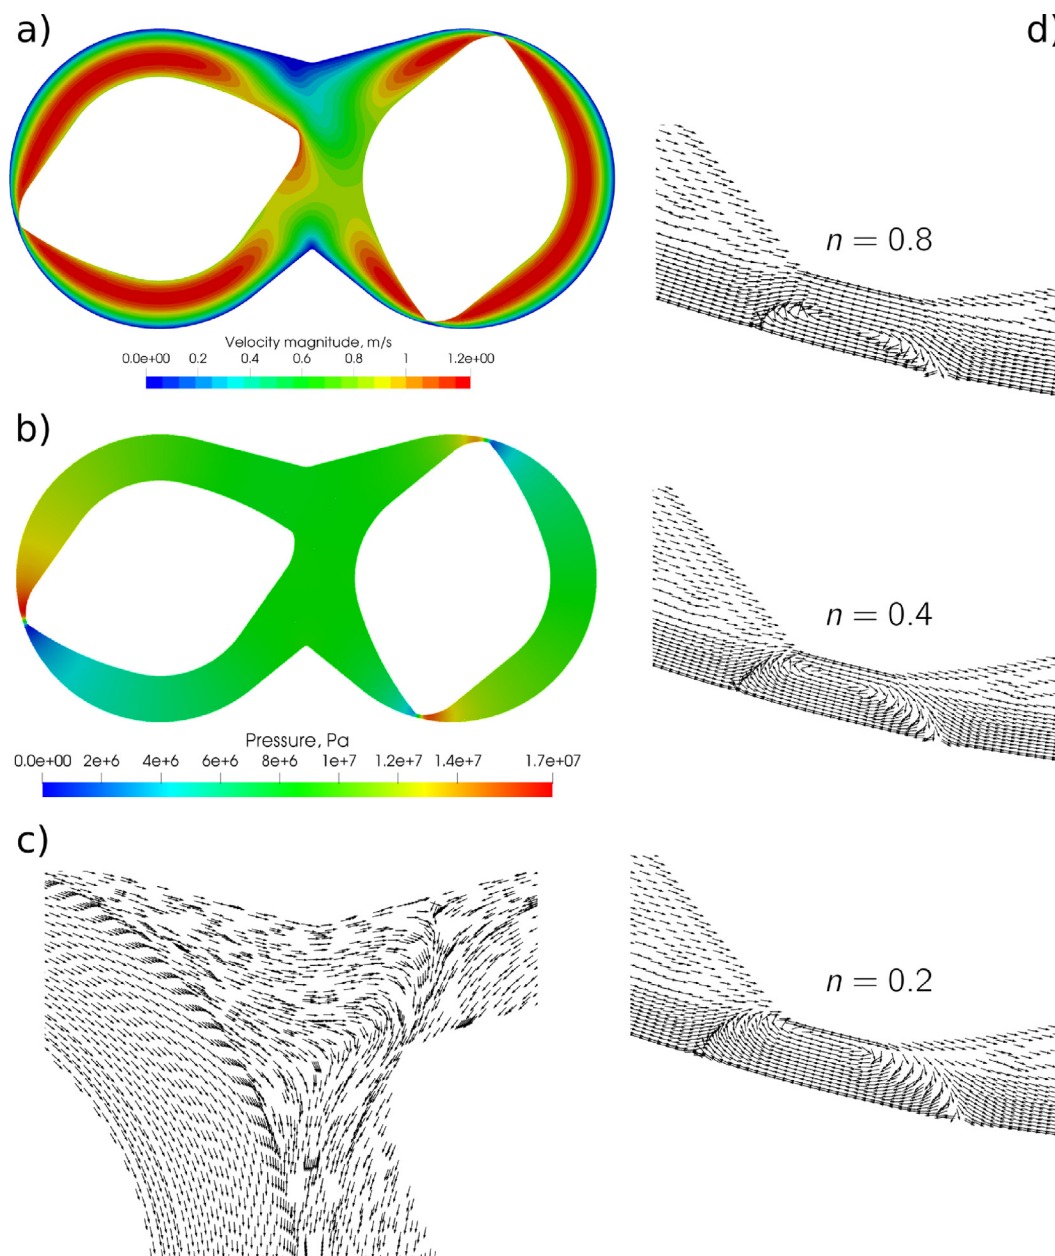 a)
d)
n = 0.8
Velocity magnitude, m/s
0.0e+00 0.2 0.4 0.6 0.8 1 1.2e+00
b)
n = 0.4
Pressure, Pa
0.0e+00 2e+6 4e+6 6e+6 8e+6 1e+7 1.2e+7 1.4e+7 1.7e+07
c)
n = 0.2